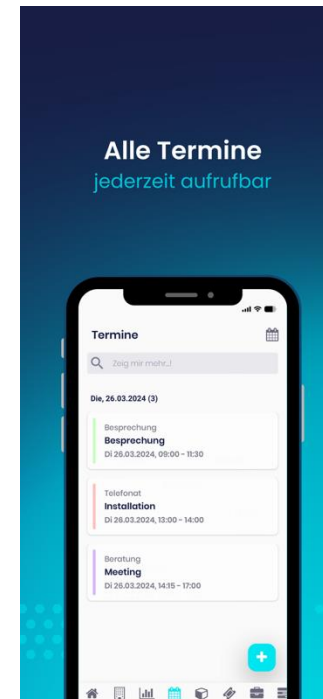 Alle Termine
jederzeit aufrufbar
Termine
Zeig mir mehr..!
Die, 26.03.2024 (3)
Besprechung
Besprechung
Di 26.03.2024, 09:00 - 11:30
Telefonat
Installation
Di 26.03.2024, 13:00 - 14:00
Beratung
Meeting
Di 26.03.2024, 14:15 - 17:00